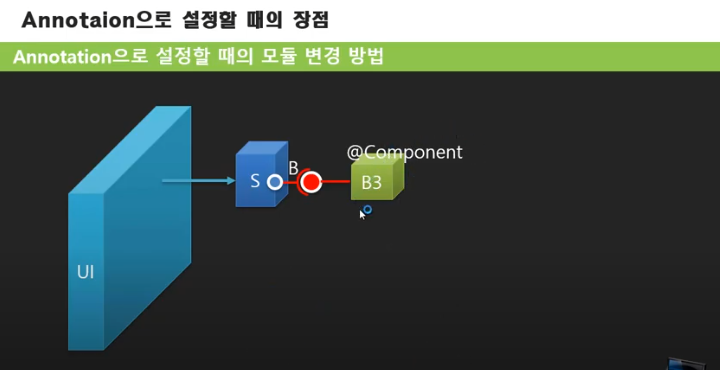 Annotaion으로 설정할 때의 장점
Annotation으로 설정할 때의 모듈 변경 방법
@Component
B
S
B3
UI